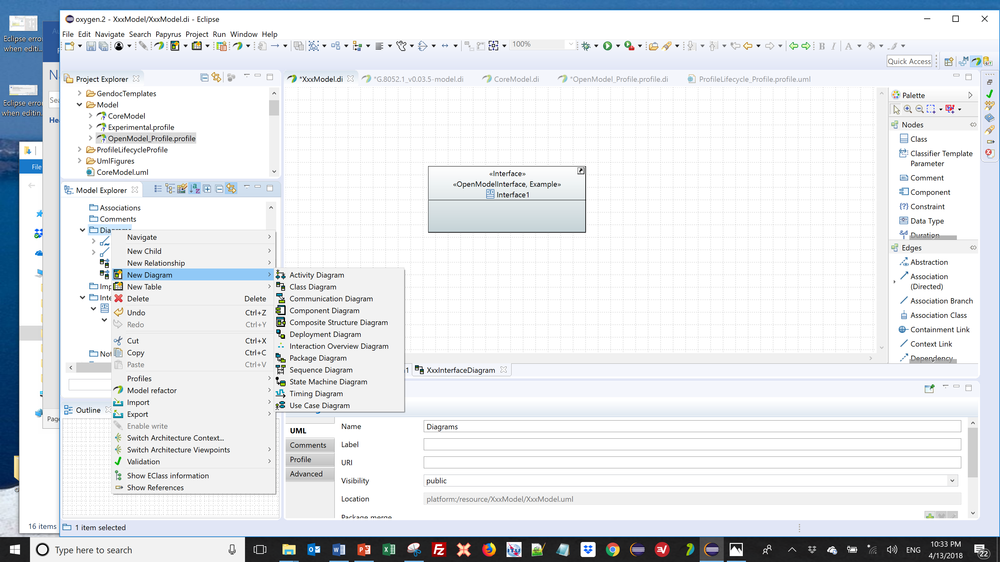 Eclipse erro
when editi...
Eclipse erro
when editin...
File
16 items
Page
oxygen.2 - XxxModel/XxxModel.di - Eclipse
File Edit Navigate Search Papyrus Project Run Window Help
100%
Quick Access
Project Explorer
GendocTemplates
Model
CoreModel
Experimental.profile
OpenModel_Profile.profile
ProfileLifecycleProfile
UmlFigures
CoreModel.uml
Model Explorer
Associations
Comments
Diagrams
Imp
Inte
Not
Navigate
New Child
New Relationship
New Diagram
New Table
Delete Delete
Undo Ctrl+Z
Redo Ctrl+Y
Cut Ctrl+X
Copy Ctrl+C
Paste Ctrl+V
Profiles
Model refactor
Import
Export
Enable write
Switch Architecture Context...
Switch Architecture Viewpoints
Validation
Show EClass information
Show References
Activity Diagram
Class Diagram
Communication Diagram
Component Diagram
Composite Structure Diagram
Deployment Diagram
Interaction Overview Diagram
Package Diagram
Sequence Diagram
State Machine Diagram
Timing Diagram
Use Case Diagram
Outline
*XxxModel.di
*G.8052.1_v0.03.5-model.di
CoreModel.di
*OpenModel_Profile.profile.di
ProfileLifecycle_Profile.profile.uml
«Interface»
«OpenModelInterface, Example»
Interface1
XxxInterfaceDiagram
Palette
Nodes
Class
Classifier Template
Parameter
Comment
Component
Constraint
Data Type
Duration
Edges
Abstraction
Association
(Directed)
Association Branch
Association Class
Containment Link
Context Link
Dependency
UML
Comments
Profile
Advanced
Name Diagrams
Label
URI
Visibility public
Location platform:/resource/XxxModel/XxxModel.uml
Package merge
1 item selected
Type here to search
ENG
10:33 PM
4/13/2018
22